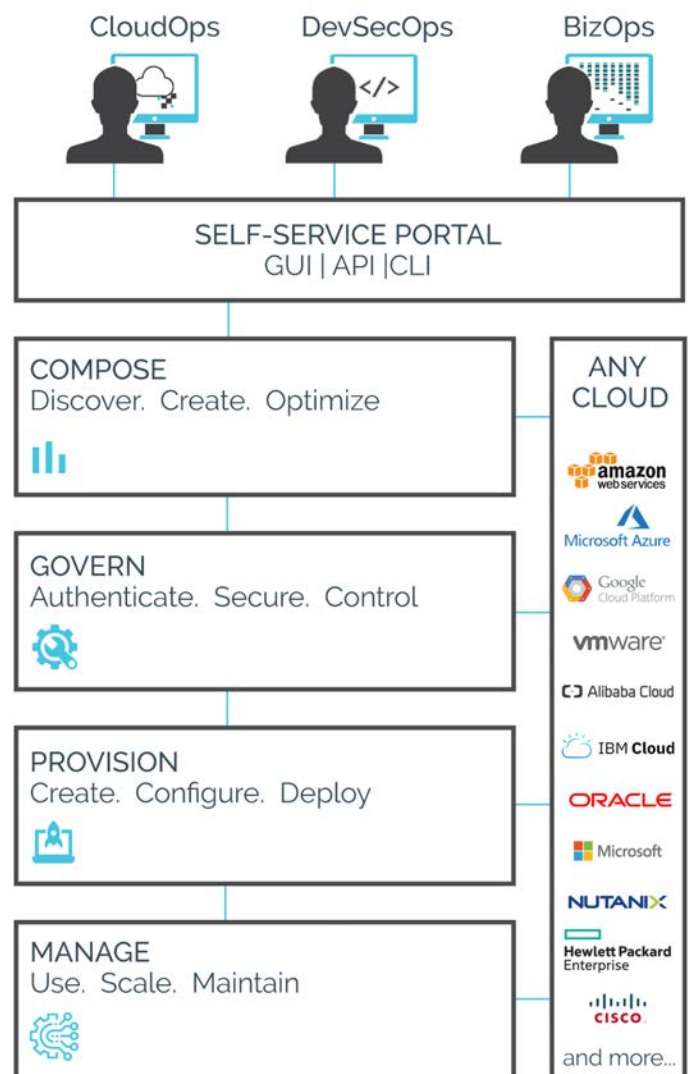 CloudOps
DevSecOps
BizOps
</>
SELF-SERVICE PORTAL
GUI | API |CLI
COMPOSE
Discover. Create. Optimize
GOVERN
Authenticate. Secure. Control
PROVISION
Create. Configure. Deploy
MANAGE
Use. Scale. Maintain
ANY
CLOUD
amazon
webservices
Microsoft Azure
Google
Cloud Platform
vmware
Alibaba Cloud
IBM Cloud
ORACLE
Microsoft
NUTANIX
Hewlett Packard
Enterprise
CISCO
and more...